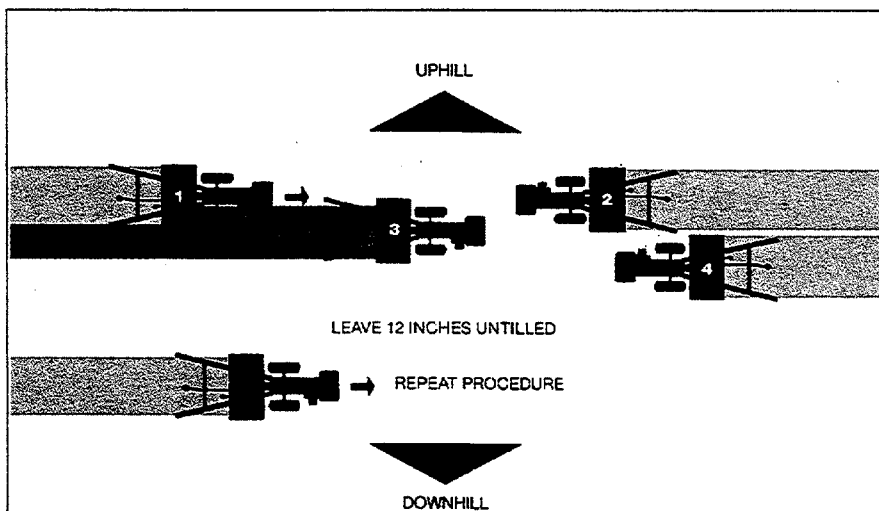 UPHILL
1
2
3
4
LEAVE 12 INCHES UNTILLED
REPEAT PROCEDURE
DOWNHILL